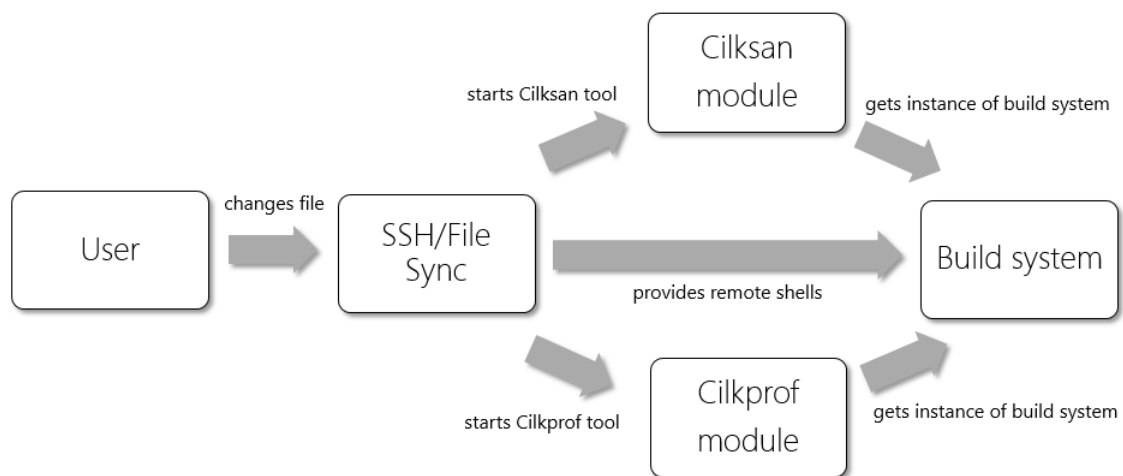 Cilksan
module
starts Cilksan tool
gets instance of build system
User
changes file
SSH/File
Sync
provides remote shells
Build system
starts Cilkprof tool
Cilkprof
module
gets instance of build system